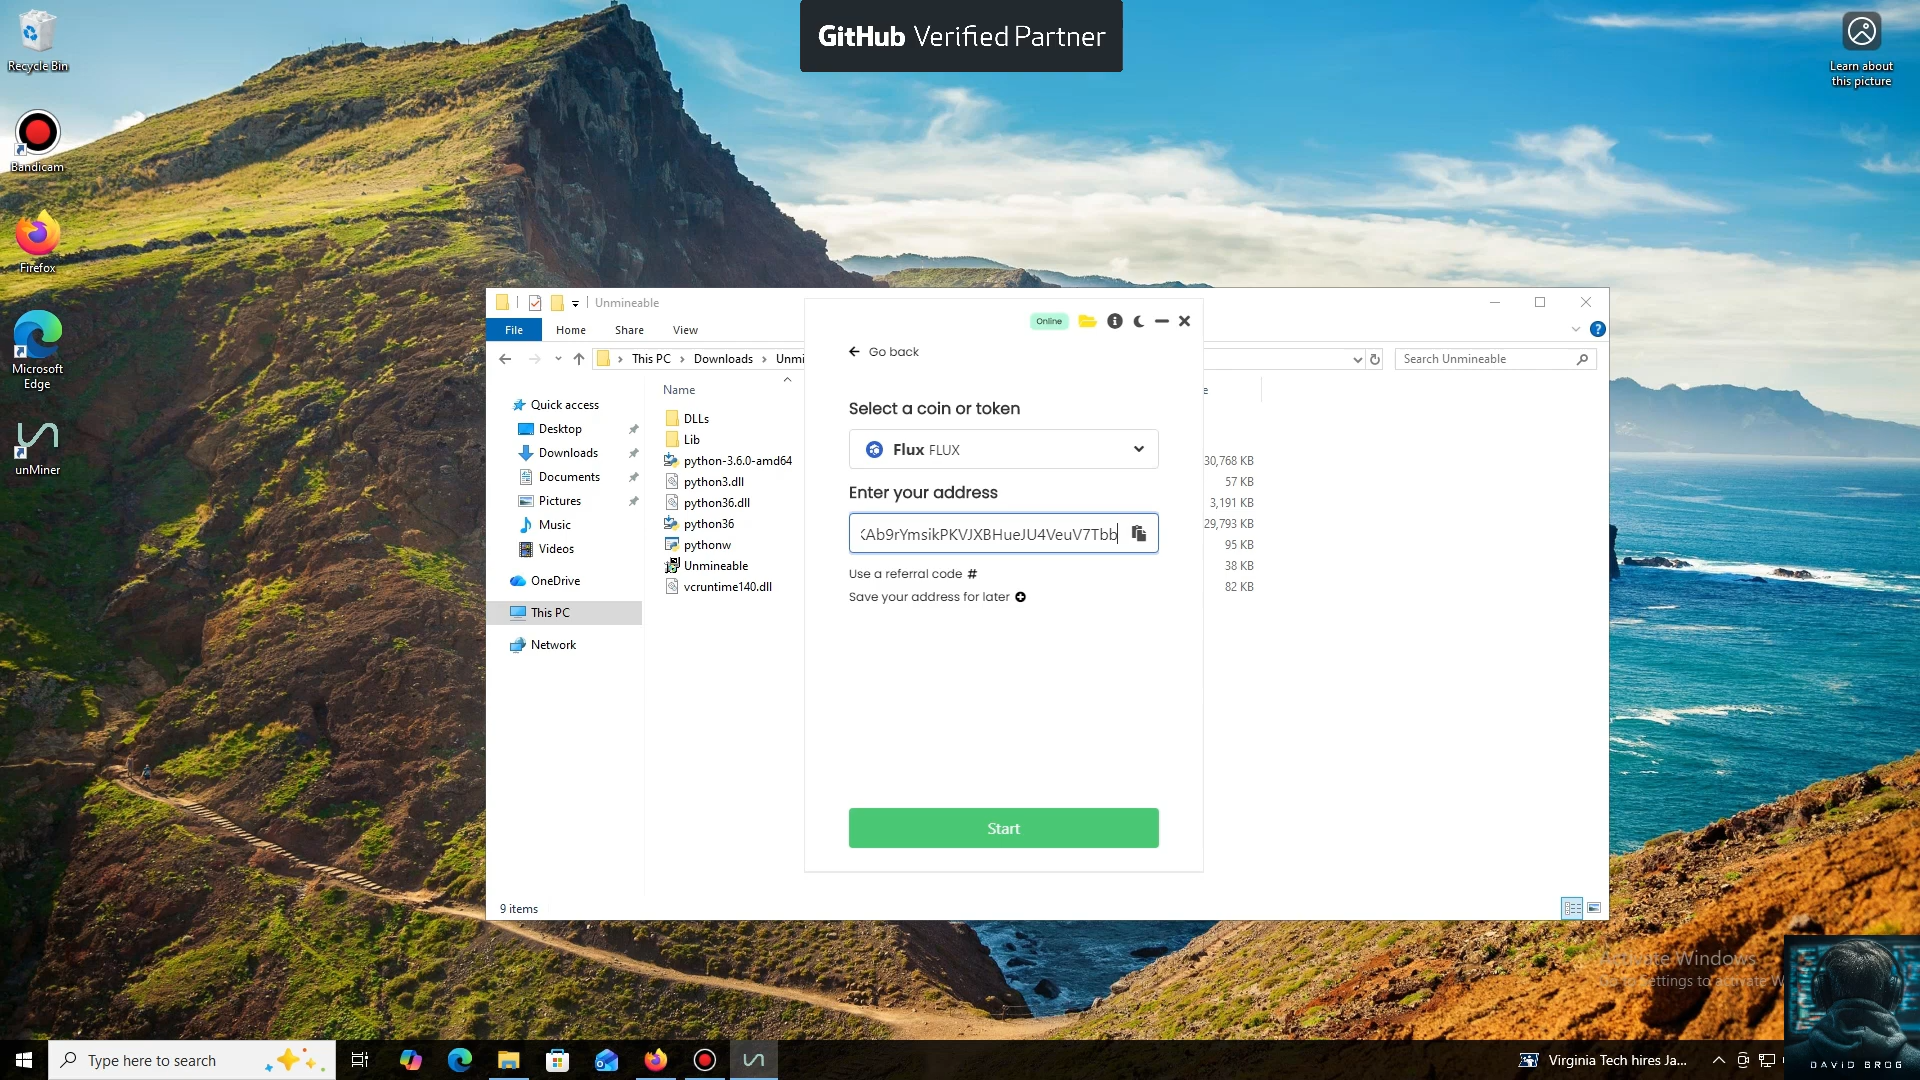 GitHub Verified Partner
Recycle Bin
Learn about
this picture
Bandicam
Firefox
Microsoft
Edge
unMiner
Unmineable
File
Home
Share
View
This PC
Downloads
Unmi
Search Unmineable
Quick access
Desktop
Downloads
Documents
Pictures
Music
Videos
OneDrive
This PC
Network
Name
DLLs
Lib
python-3.6.0-amd64
python3.dll
python36.dll
python36
pythonw
Unmineable
vcruntime140.dll
30,768 KB
57 KB
3,191 KB
29,793 KB
95 KB
38 KB
82 KB
9 items
Online
Go back
Select a coin or token
Flux FLUX
Enter your address
Ab9rYmsikPKVJXBHueJU4VeuV7Tbb
Use a referral code #
Save your address for later
Start
Windows
DAVID BROG
Type here to search
Virginia Tech hires Ja...